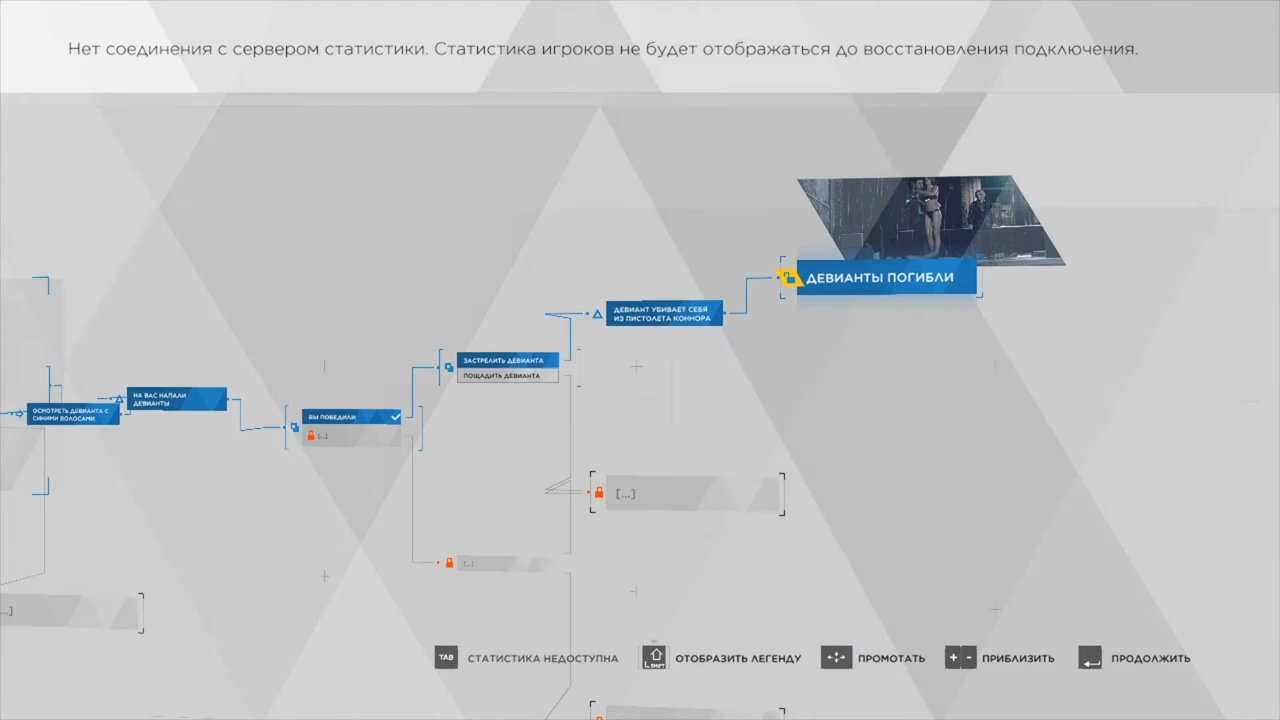 Нет соединения с сервером статистики. Статистика игроков не будет отображаться до восстановления подключения.
ДЕВИАНТЫ ПОГИБЛИ
ДЕВИАНТ УБИВАЕТ СЕБЯ
ИЗ ПИСТОЛЕТА КОННОРА
ЗАСТРЕЛИТЬ ДЕВИАНТА
ПОЩАДИТЬ ДЕВИАНТА
НА ВАС НАПАЛИ
ДЕВИАНТЫ
ОСМОТРЕТЬ ДЕВИАНТА С
СИНИМИ ВОЛОСАМИ
ВЫ ПОБЕДИЛИ
[...]
[...]
[...]
...]
TAB СТАТИСТИКА НЕДОСТУПНА
L SHIFT ОТОБРАЗИТЬ ЛЕГЕНДУ
ПРОМОТАТЬ
+ - ПРИБЛИЗИТЬ
ПРОДОЛЖИТЬ